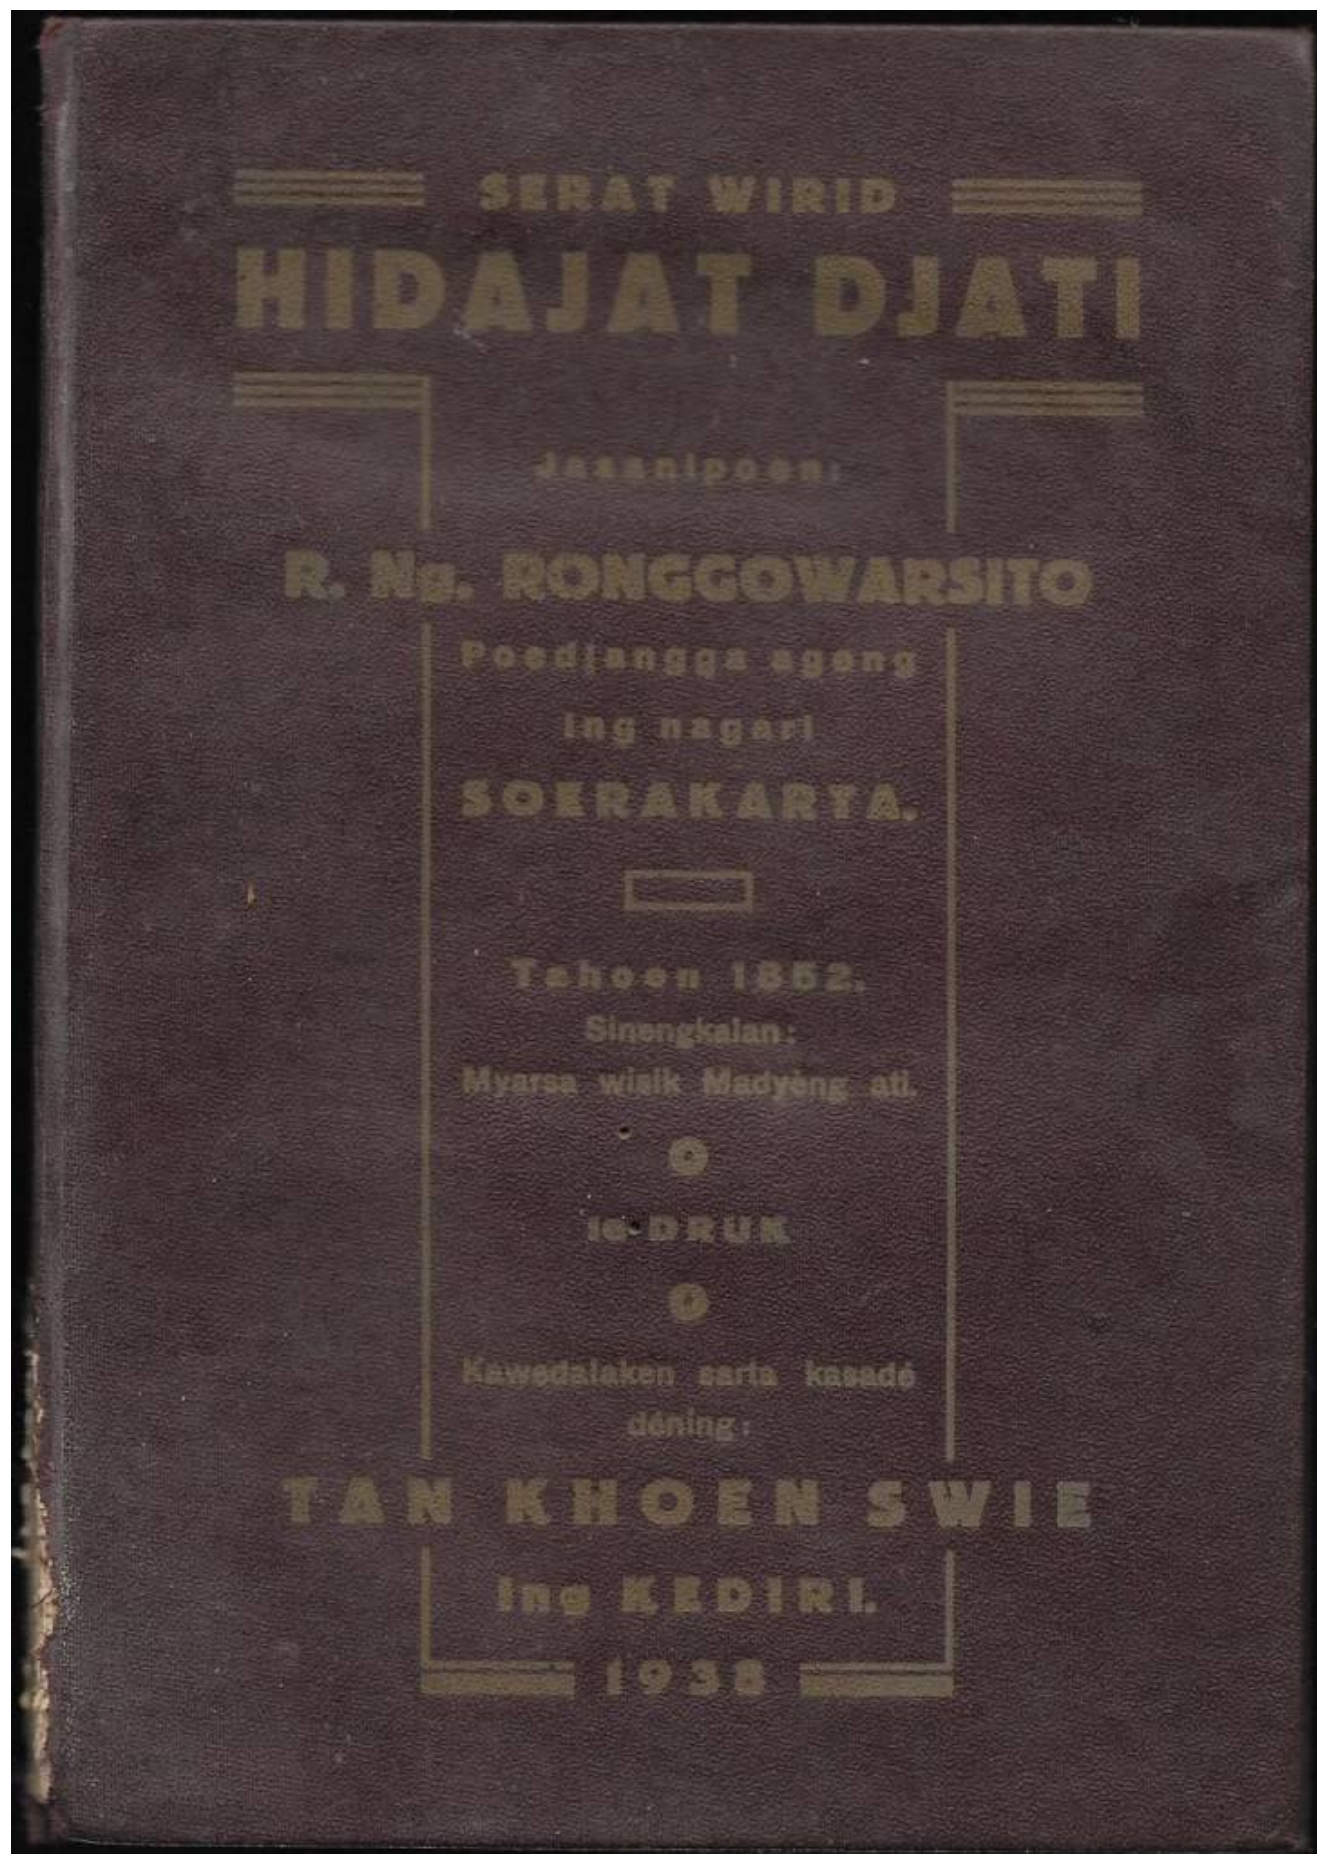 SERAT WIRID
HIDAJAT DJATI
Jasanipoen:
R. Ng. RONGGOWARSITO
Poedjangga ageng
ing nagari
SOERAKARTA.
Tahoen 1862.
Sinengkalan:
Myarsa wisik Madyèng ati.
Ie DRUK
Kawedalaken sarta kasadé
déning:
TAN KHOEN SWIE
ing KEDIRI.
1938